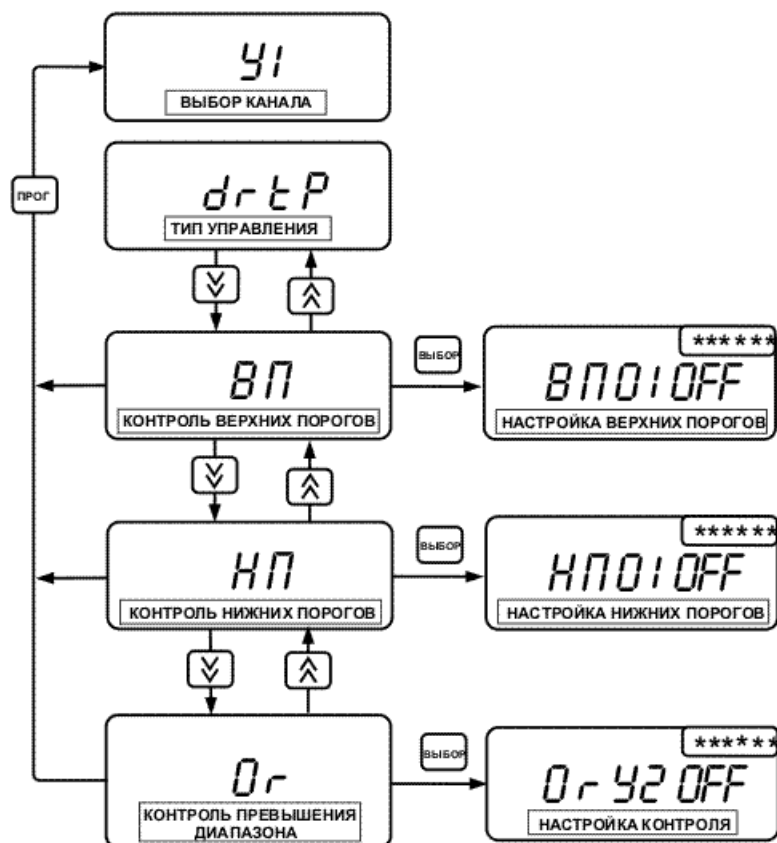 У1
ВЫБОР КАНАЛА
ПРОГ
drtP
ТИП УПРАВЛЕНИЯ
ВП
КОНТРОЛЬ ВЕРХНИХ ПОРОГОВ
ВЫБОР
******
ВП01OFF
НАСТРОЙКА ВЕРХНИХ ПОРОГОВ
НП
КОНТРОЛЬ НИЖНИХ ПОРОГОВ
ВЫБОР
******
НП01OFF
НАСТРОЙКА НИЖНИХ ПОРОГОВ
Or
КОНТРОЛЬ ПРЕВЫШЕНИЯ
ДИАПАЗОНА
ВЫБОР
******
Or У2 OFF
НАСТРОЙКА КОНТРОЛЯ